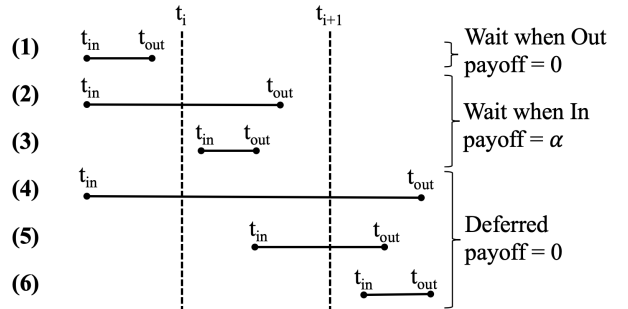 t_i t_{i+1}
(1) t_in t_out Wait when Out
payoff = 0
(2) t_in t_out
(3) t_in t_out Wait when In
payoff = α
(4) t_in t_out
(5) t_in t_out Deferred
payoff = 0
(6) t_in t_out